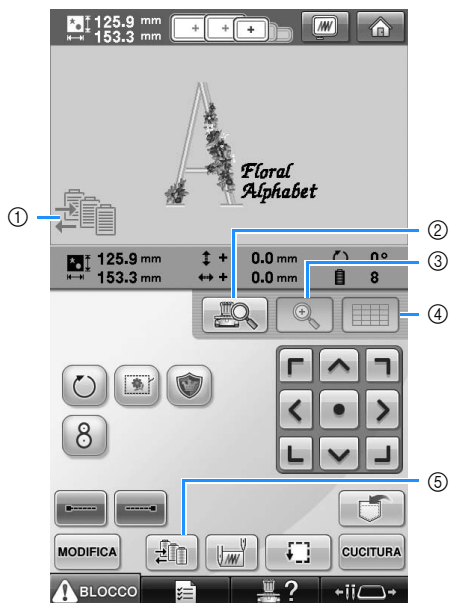 125.9 mm
153.3 mm
Floral
Alphabet
①
②
125.9 mm + 0.0 mm 0°
153.3 mm + 0.0 mm 8
③
④
8
⑤
MODIFICA
CUCITURA
BLOCCO
?